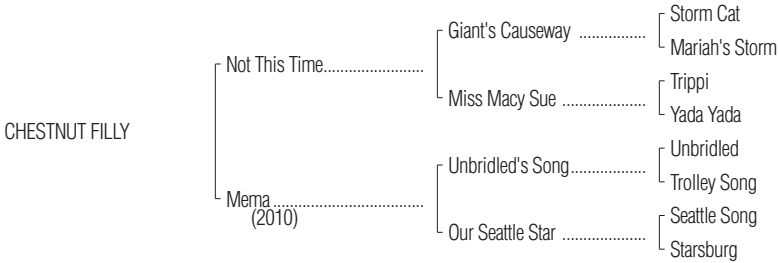 Storm Cat
Giant's Causeway ................
Mariah's Storm
Not This Time........................
Trippi
Miss Macy Sue ....................
Yada Yada
CHESTNUT FILLY
Unbridled
Unbridled's Song...................
Trolley Song
Mema ....................................
(2010)
Seattle Song
Our Seattle Star ....................
Starsburg